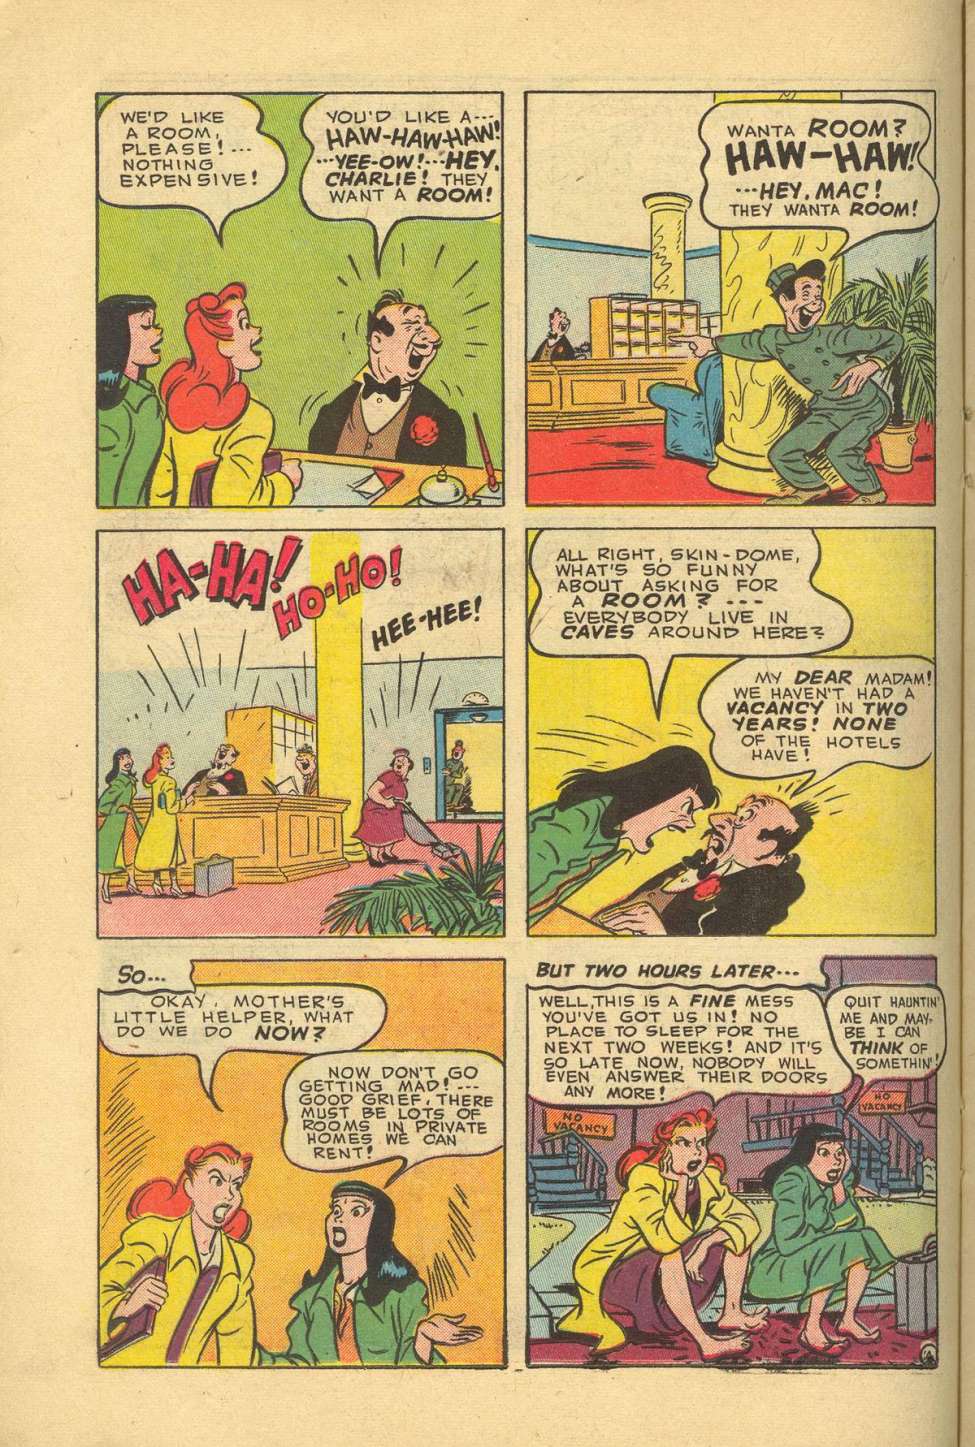 WE'D LIKE
A ROOM,
PLEASE!---
NOTHING
EXPENSIVE!
YOU'D LIKE A---
HAW-HAW-HAW!
---YEE-OW!---HEY,
CHARLIE! THEY
WANT A ROOM!
WANTA ROOM?
HAW-HAW!
---HEY, MAC!
THEY WANTA ROOM!
HA-HA!
HO-HO!
HEE-HEE!
ALL RIGHT, SKIN-DOME,
WHAT'S SO FUNNY
ABOUT ASKING FOR
A ROOM? ---
EVERYBODY LIVE IN
CAVES AROUND HERE?
MY DEAR MADAM!
WE HAVEN'T HAD A
VACANCY IN TWO
YEARS! NONE
OF THE HOTELS
HAVE!
SO---
OKAY, MOTHER'S
LITTLE HELPER, WHAT
DO WE DO NOW?
NOW DON'T GO
GETTING MAD!---
GOOD GRIEF, THERE
MUST BE LOTS OF
ROOMS IN PRIVATE
HOMES WE CAN
RENT!
BUT TWO HOURS LATER---
WELL, THIS IS A FINE MESS
YOU'VE GOT US IN! NO
PLACE TO SLEEP FOR THE
NEXT TWO WEEKS! AND IT'S
SO LATE NOW, NOBODY WILL
EVEN ANSWER THEIR DOORS
ANY MORE!
QUIT HAUNTIN'
ME AND MAY-
BE I CAN
THINK OF
SOMETHIN'!
NO
VACANCY
NO
VACANCY